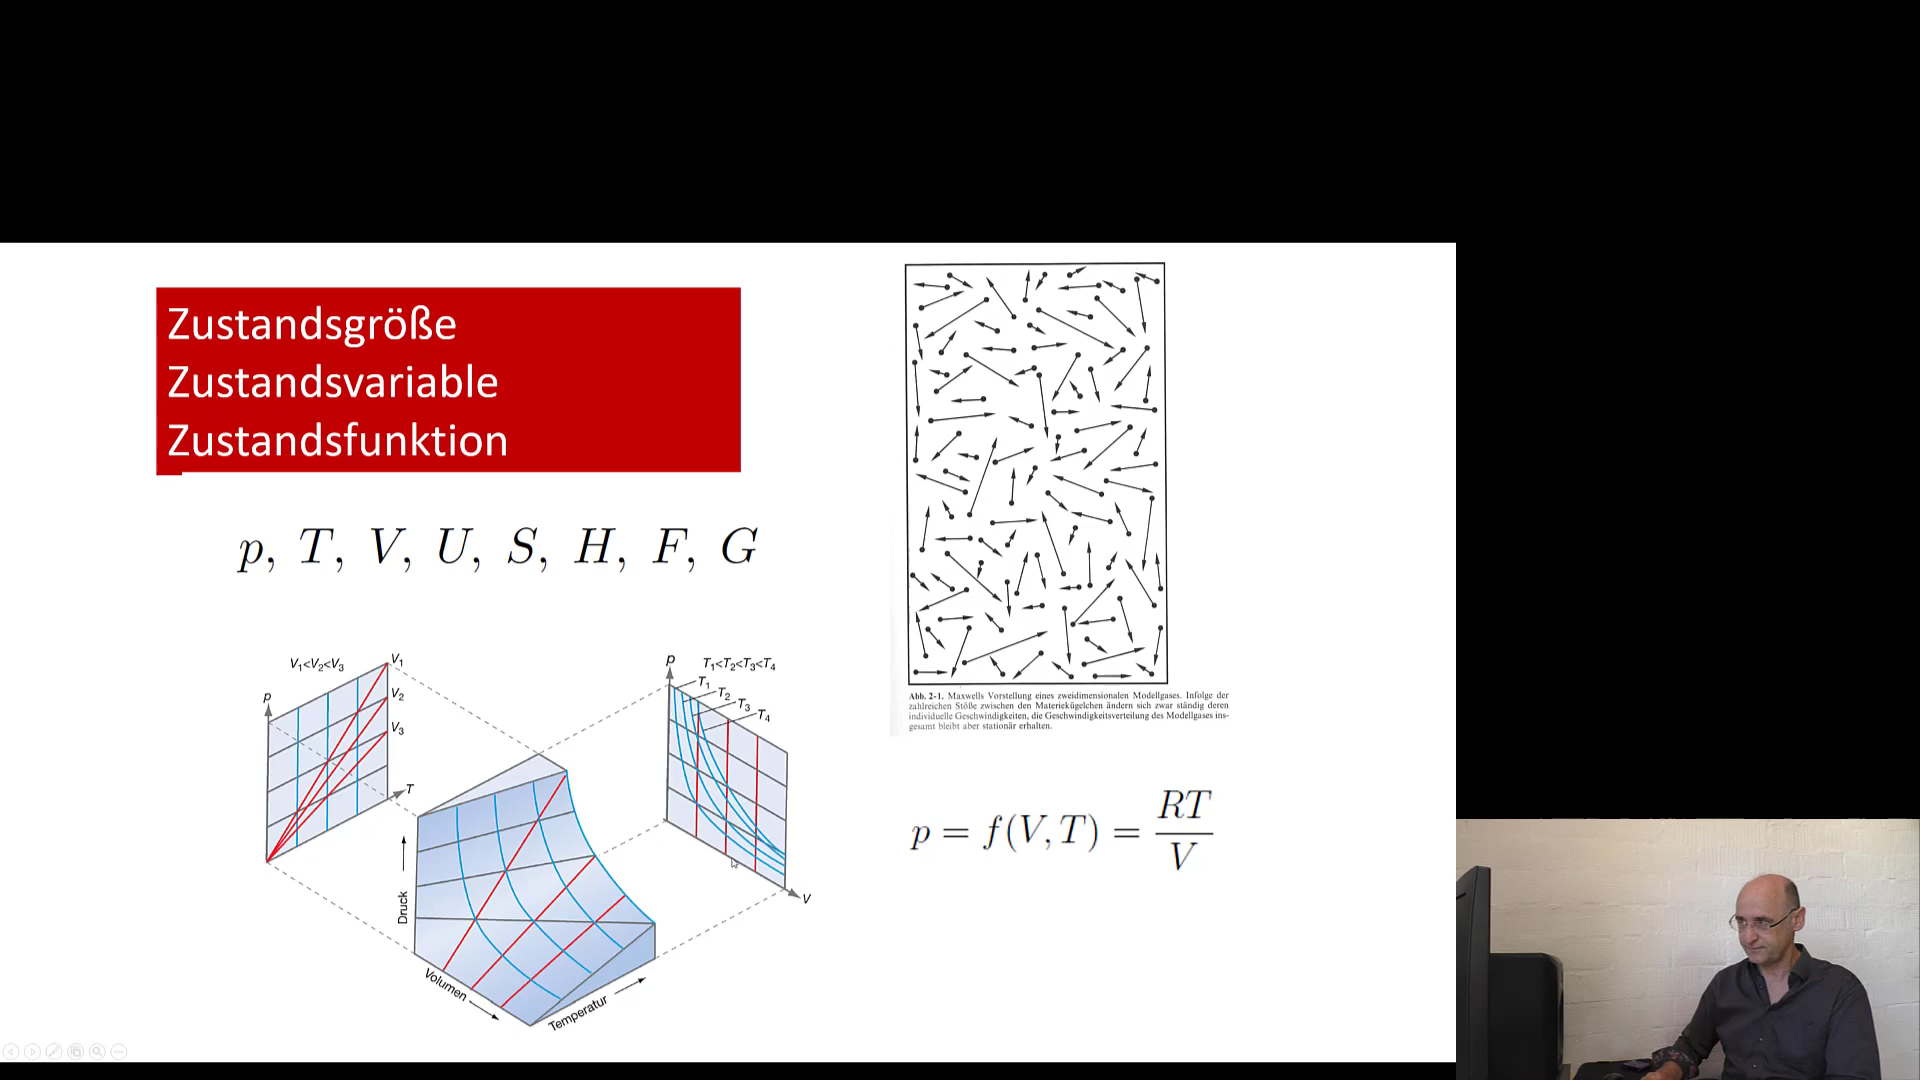 Zustandsgröße
Zustandsvariable
Zustandsfunktion
p, T, V, U, S, H, F, G
V₁<V₂<V₃
V₁
p
V₂
V₃
T
p
T₁<T₂<T₃<T₄
T₁
T₂
T₃
T₄
V
Druck
Volumen
Temperatur
Abb. 2-1. Maxwells Vorstellung eines zweidimensionalen Modellgases. Infolge der
zahlreichen Stöße zwischen den Materiekügelchen ändern sich zwar ständig deren
individuelle Geschwindigkeiten, die Geschwindigkeitsverteilung des Modellgases ins-
gesamt bleibt aber stationär erhalten.
p = f(V, T) = RT/V